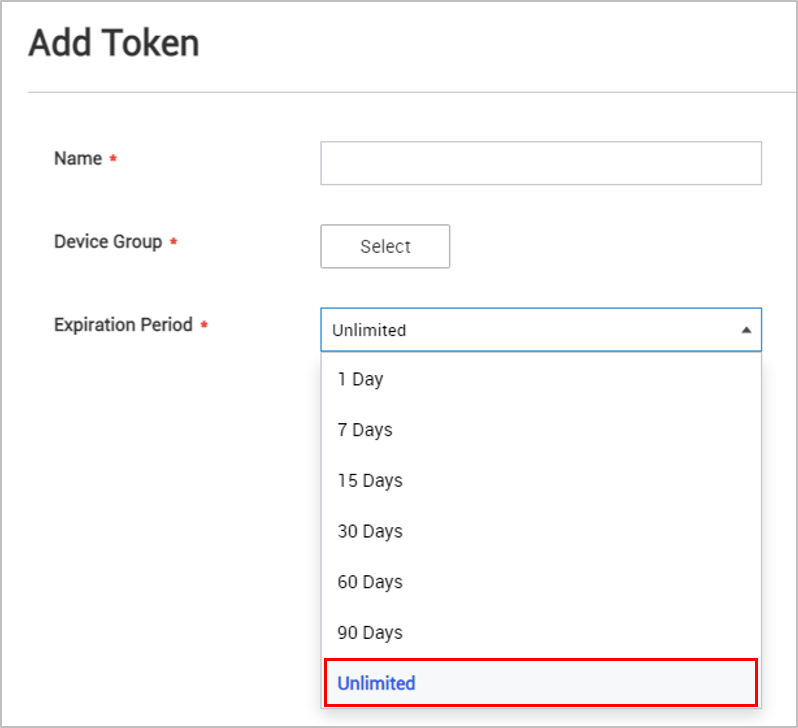 Add Token
Name *
Device Group *
Select
Expiration Period *
Unlimited
1 Day
7 Days
15 Days
30 Days
60 Days
90 Days
Unlimited